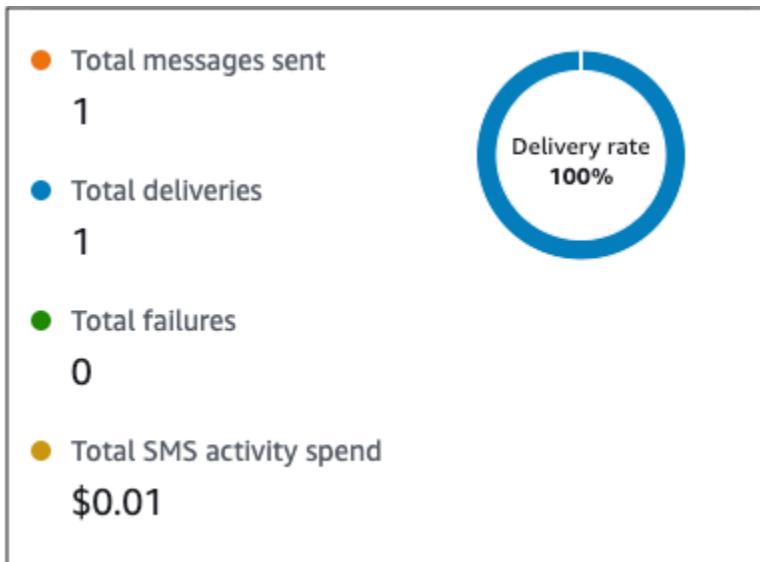 Total messages sent
1
Total deliveries
1
Total failures
0
Total SMS activity spend
$0.01
Delivery rate
100%